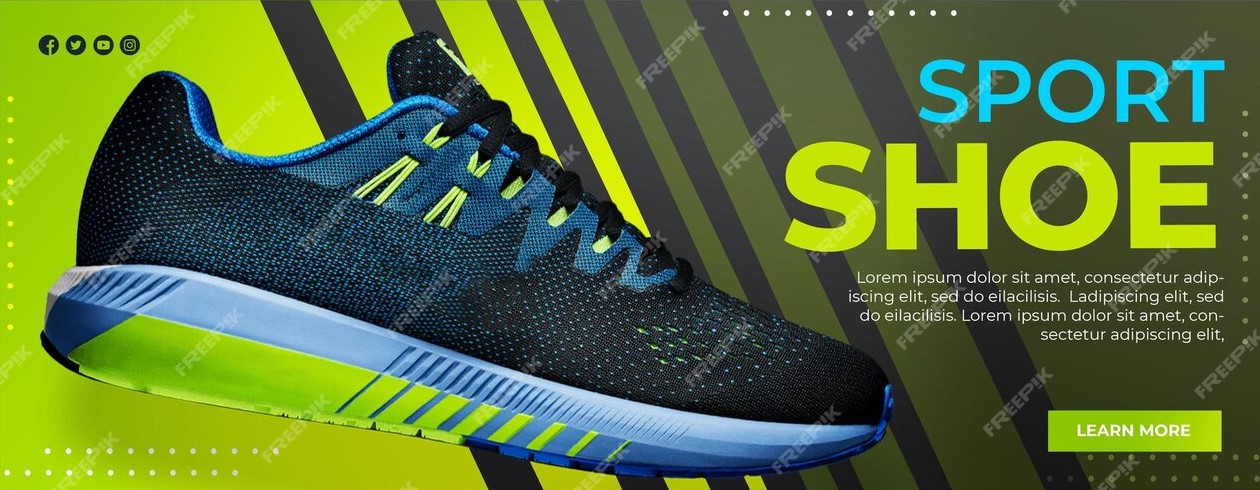 SPORT
SHOE
Lorem ipsum dolor sit amet, consectetur adip-
iscing elit, sed do eilacilisis. Ladipiscing elit, sed
do eilacilisis. Lorem ipsum dolor sit amet, con-
sectetur adipiscing elit,
LEARN MORE
FREEPIK